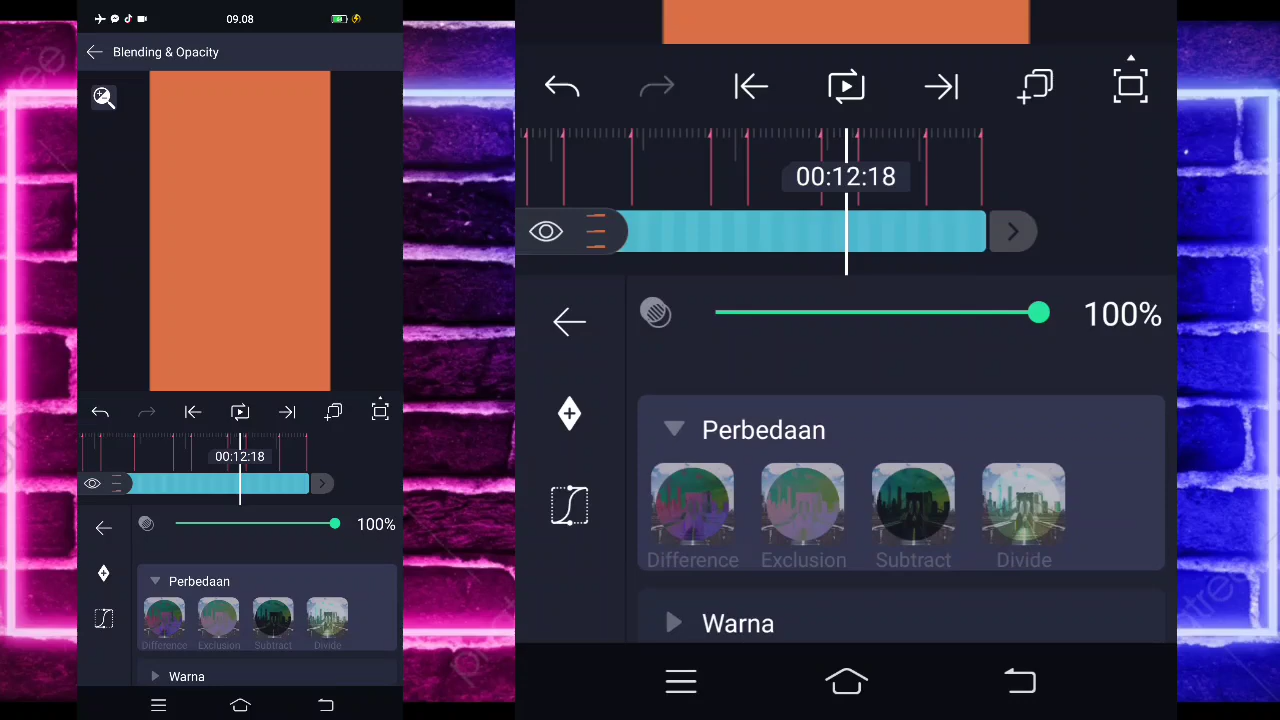 09.08
Blending & Opacity
00:12:18
100%
Perbedaan
Difference Exclusion Subtract Divide
Warna
00:12:18
100%
Perbedaan
Difference Exclusion Subtract Divide
Warna